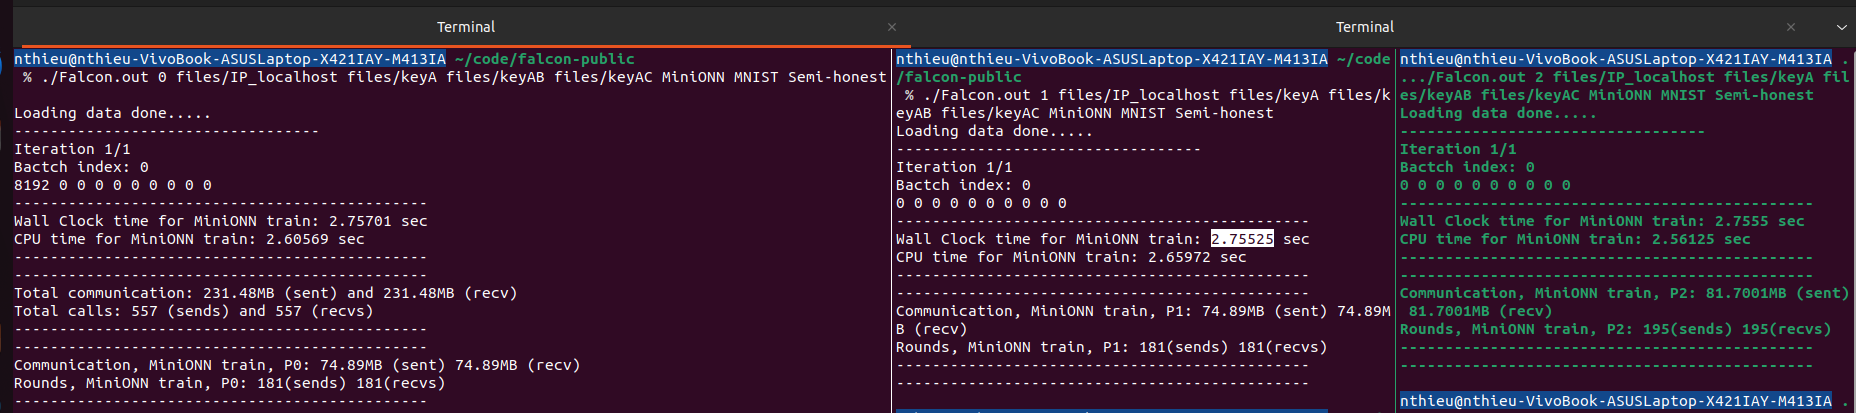 Terminal
Terminal
nthieu@nthieu-VivoBook-ASUSLaptop-X421IAY-M413IA ~/code/falcon-public
% ./Falcon.out 0 files/IP_localhost files/keyA files/keyAB files/keyAC MiniONN MNIST Semi-honest
Loading data done.....
----------------------------------
Iteration 1/1
Bactch index: 0
8192 0 0 0 0 0 0 0 0 0
----------------------------------------------
Wall Clock time for MiniONN train: 2.75701 sec
CPU time for MiniONN train: 2.60569 sec
----------------------------------------------
----------------------------------------------
Total communication: 231.48MB (sent) and 231.48MB (recv)
Total calls: 557 (sends) and 557 (recvs)
----------------------------------------------
----------------------------------------------
Communication, MiniONN train, P0: 74.89MB (sent) 74.89MB (recv)
Rounds, MiniONN train, P0: 181(sends) 181(recvs)
----------------------------------------------
nthieu@nthieu-VivoBook-ASUSLaptop-X421IAY-M413IA ~/code
/falcon-public
% ./Falcon.out 1 files/IP_localhost files/keyA files/k
eyAB files/keyAC MiniONN MNIST Semi-honest
Loading data done.....
----------------------------------
Iteration 1/1
Bactch index: 0
0 0 0 0 0 0 0 0 0 0
----------------------------------------------
Wall Clock time for MiniONN train: 2.75525 sec
CPU time for MiniONN train: 2.65972 sec
----------------------------------------------
----------------------------------------------
Communication, MiniONN train, P1: 74.89MB (sent) 74.89M
B (recv)
Rounds, MiniONN train, P1: 181(sends) 181(recvs)
----------------------------------------------
----------------------------------------------
nthieu@nthieu-VivoBook-ASUSLaptop-X421IAY-M413IA .
.../Falcon.out 2 files/IP_localhost files/keyA fil
es/keyAB files/keyAC MiniONN MNIST Semi-honest
Loading data done.....
----------------------------------
Iteration 1/1
Bactch index: 0
0 0 0 0 0 0 0 0 0 0
----------------------------------------------
Wall Clock time for MiniONN train: 2.7555 sec
CPU time for MiniONN train: 2.56125 sec
----------------------------------------------
----------------------------------------------
Communication, MiniONN train, P2: 81.7001MB (sent)
81.7001MB (recv)
Rounds, MiniONN train, P2: 195(sends) 195(recvs)
----------------------------------------------
----------------------------------------------
nthieu@nthieu-VivoBook-ASUSLaptop-X421IAY-M413IA .